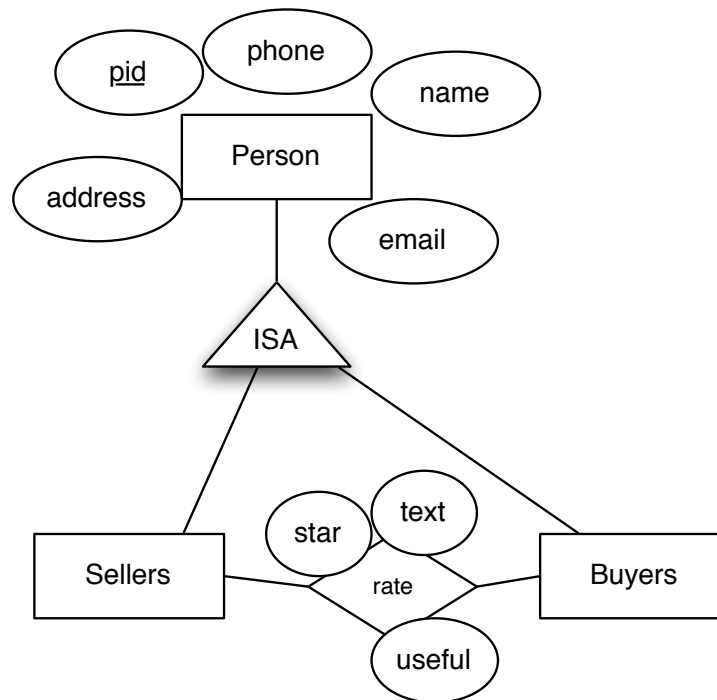 phone
pid
name
Person
address
email
ISA
text
star
Sellers
rate
Buyers
useful